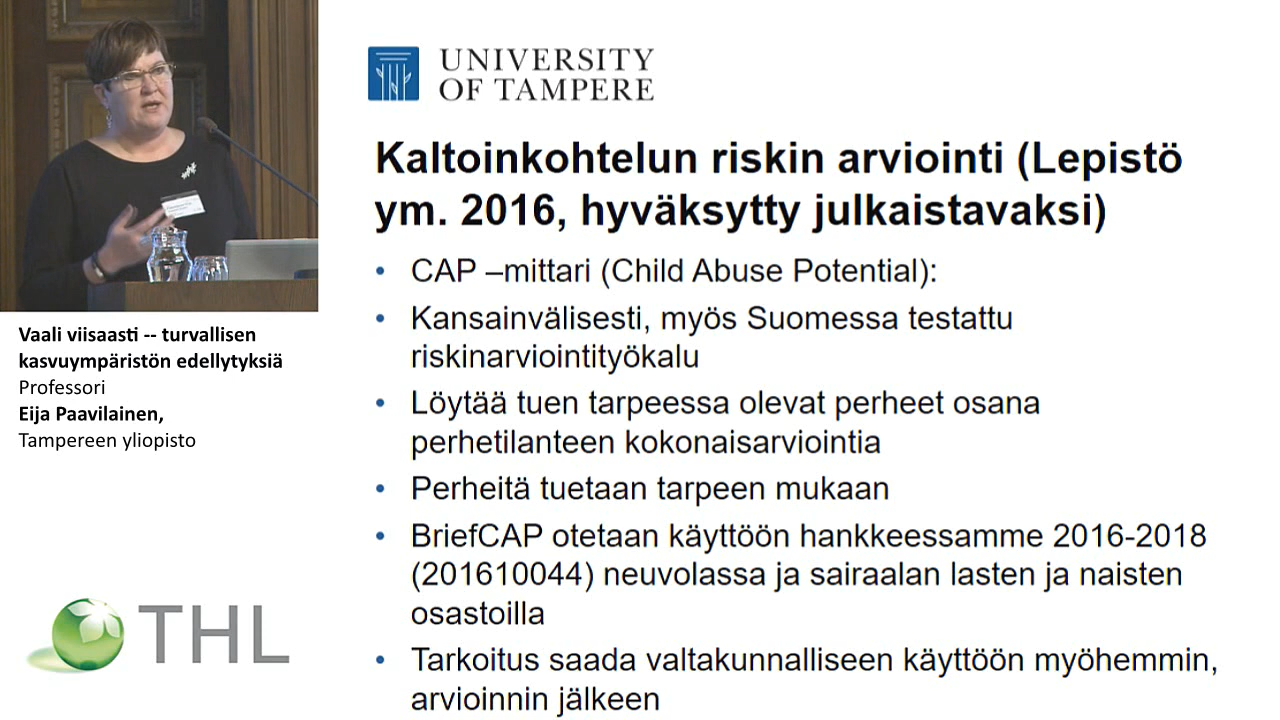 UNIVERSITY
OF TAMPERE
Kaltoinkohtelun riskin arviointi (Lepistö
ym. 2016, hyväksytty julkaistavaksi)
• CAP –mittari (Child Abuse Potential):
• Kansainvälisesti, myös Suomessa testattu
riskinarviointityökalu
• Löytää tuen tarpeessa olevat perheet osana
perhetilanteen kokonaisarviointia
• Perheitä tuetaan tarpeen mukaan
• BriefCAP otetaan käyttöön hankkeessamme 2016-2018
(201610044) neuvolassa ja sairaalan lasten ja naisten
osastoilla
• Tarkoitus saada valtakunnalliseen käyttöön myöhemmin,
arvioinnin jälkeen
Vaali viisaasti -- turvallisen
kasvuympäristön edellytyksiä
Professori
Eija Paavilainen,
Tampereen yliopisto
THL